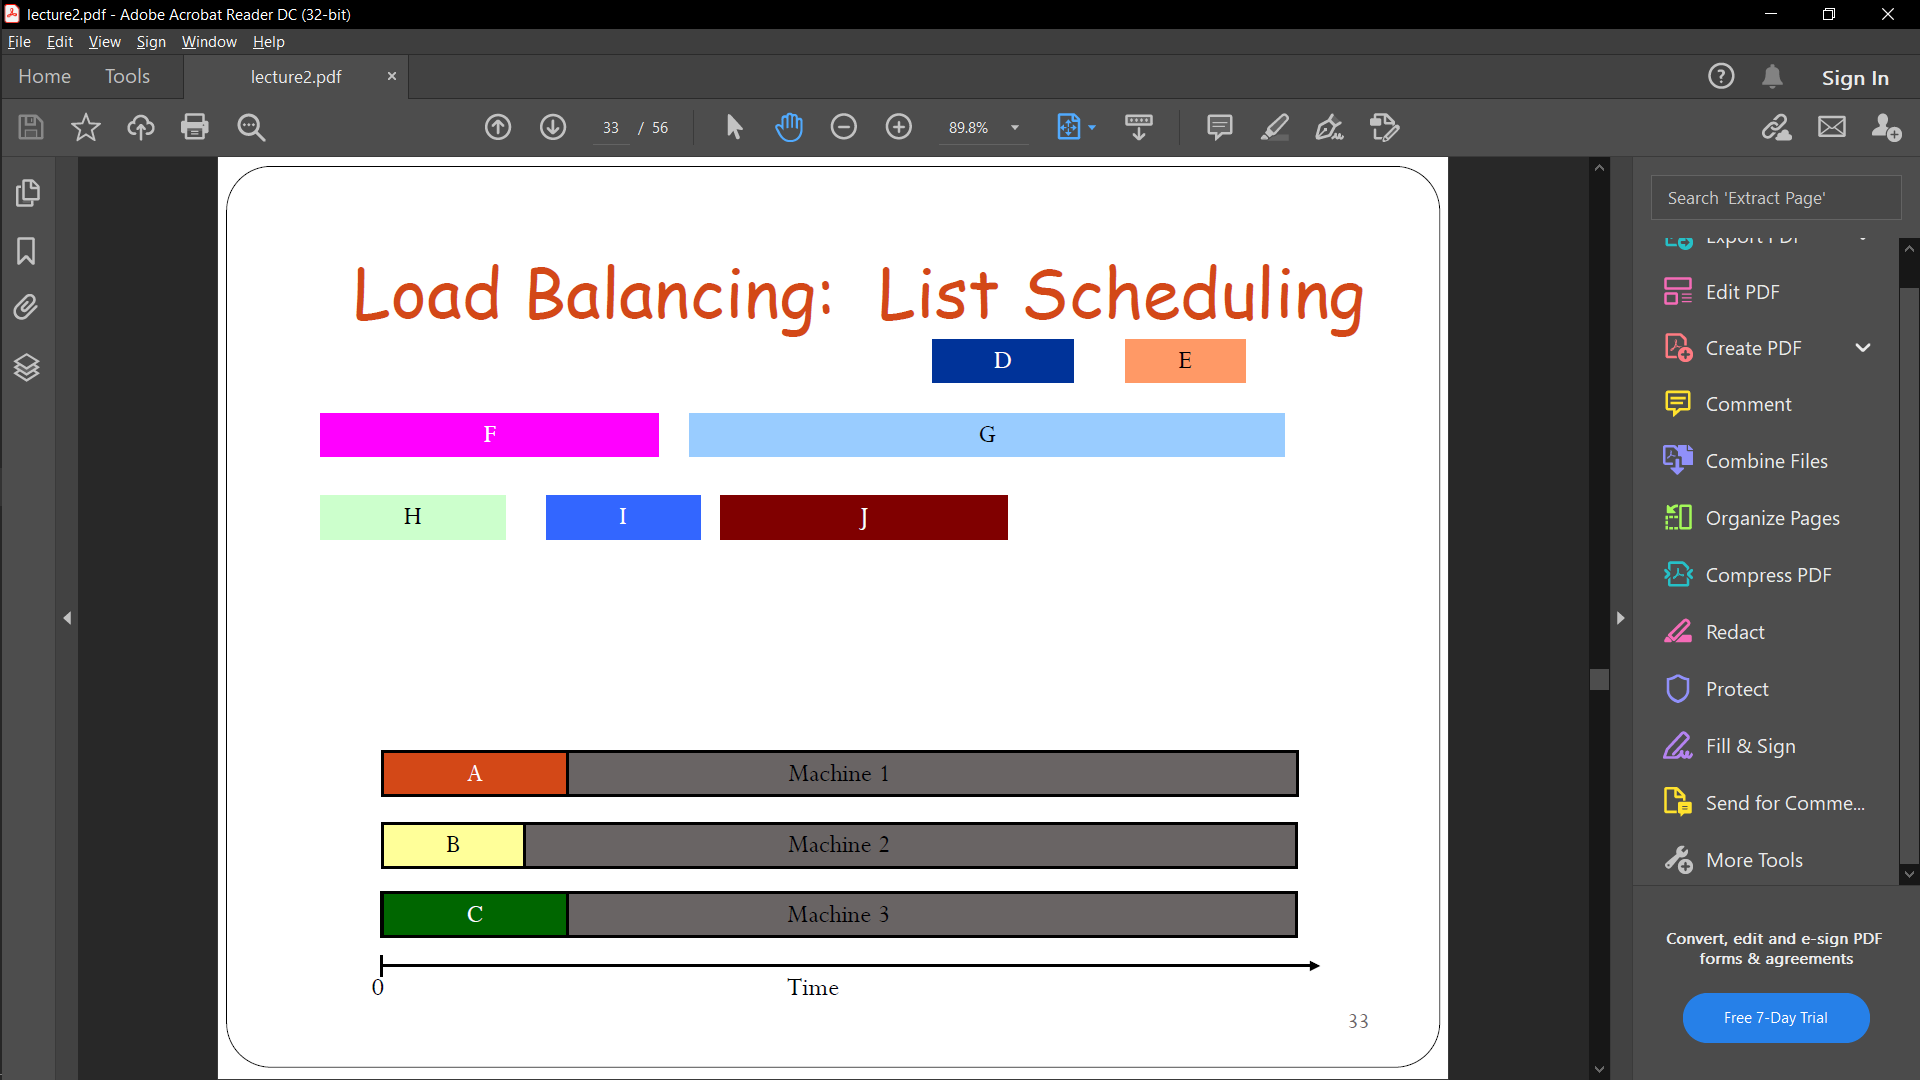 lecture2.pdf - Adobe Acrobat Reader DC (32-bit)
File Edit View Sign Window Help
Home Tools lecture2.pdf × Sign In
33 / 56 89.8%
Load Balancing: List Scheduling
D E
F G
H I J
A Machine 1
B Machine 2
C Machine 3
0 Time
33
Search 'Extract Page'
Export PDF
Edit PDF
Create PDF
Comment
Combine Files
Organize Pages
Compress PDF
Redact
Protect
Fill & Sign
Send for Comme...
More Tools
Convert, edit and e-sign PDF
forms & agreements
Free 7-Day Trial